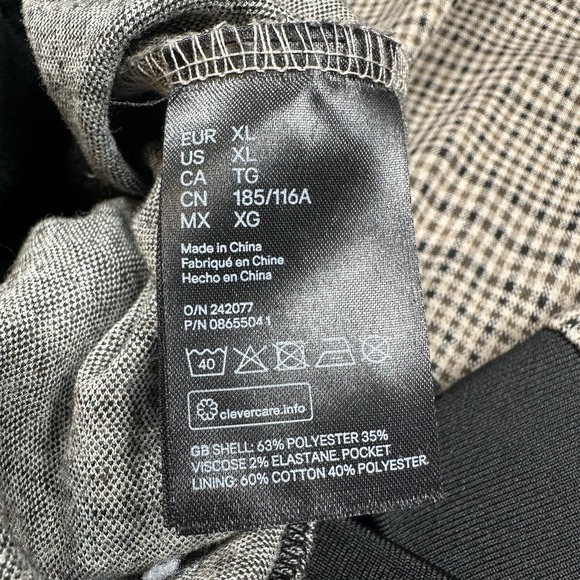 EUR XL
US XL
CA TG
CN 185/116A
MX XG
Made in China
Fabriqué en Chine
Hecho en China
O/N 242077
P/N 0865504 1
40
clevercare.info
GB SHELL: 63% POLYESTER 35%
VISCOSE 2% ELASTANE. POCKET
LINING: 60% COTTON 40% POLYESTER.